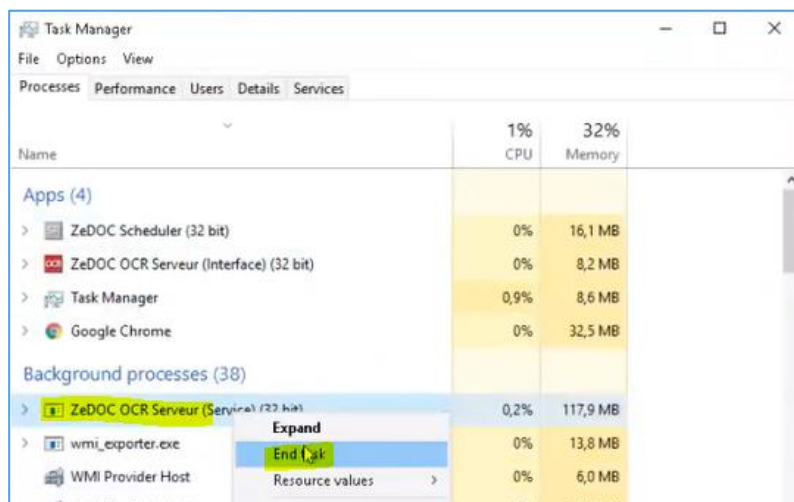 Task Manager
File Options View
Processes Performance Users Details Services
1% 32%
Name CPU Memory
Apps (4)
ZeDOC Scheduler (32 bit) 0% 16,1 MB
ZeDOC OCR Serveur (Interface) (32 bit) 0% 8,2 MB
Task Manager 0,9% 8,6 MB
Google Chrome 0% 32,5 MB
Background processes (38)
ZeDOC OCR Serveur (Service) (32 bit) 0,2% 117,9 MB
Expand
wmi_exporter.exe 0% 13,8 MB
End task
WMI Provider Host 0% 6,0 MB
Resource values